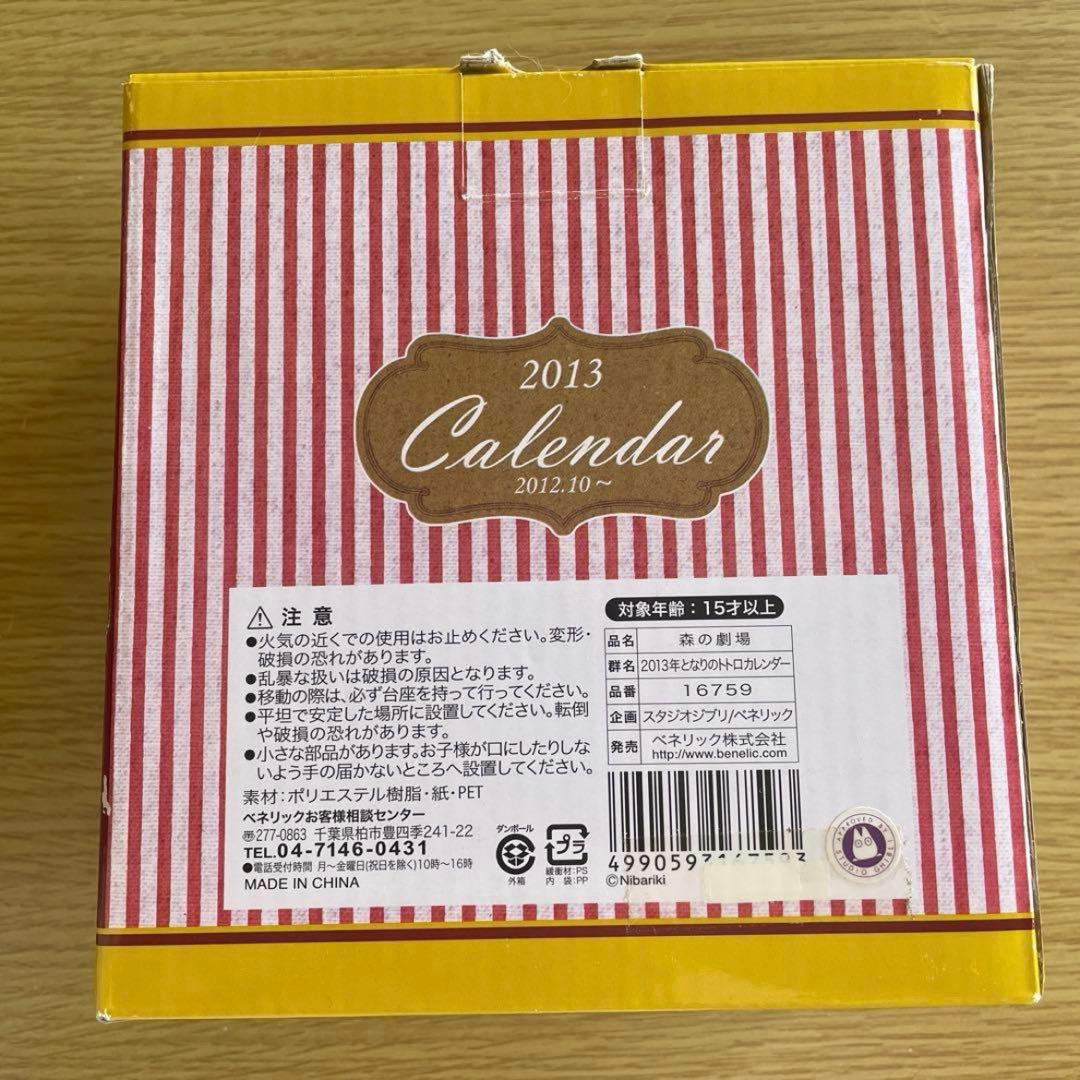 2013
Calendar
2012.10～
⚠ 注意
●火気の近くでの使用はお止めください。変形・
破損の恐れがあります。
●乱暴な扱いは破損の原因となります。
●移動の際は、必ず台座を持って行ってください。
●平坦で安定した場所に設置してください。転倒
や破損の恐れがあります。
●小さな部品があります。お子様が口にしたりしな
いよう手の届かないところへ設置してください。
素材：ポリエステル樹脂・紙・PET
ベネリックお客様相談センター
〠277-0863 千葉県柏市豊四季241-22
TEL.04-7146-0431
●電話受付時間 月～金曜日(祝日を除く)10時～16時
MADE IN CHINA
ダンボール
外箱
プラ
緩衝材：PS
内 袋：PP
対象年齢：15才以上
品名 森の劇場
群名 2013年となりのトトロカレンダー
品番 16759
企画 スタジオジブリ/ベネリック
発売 ベネリック株式会社
http://www.benelic.com
©Nibariki
APPROVED BY
STUDIO GHIBLI